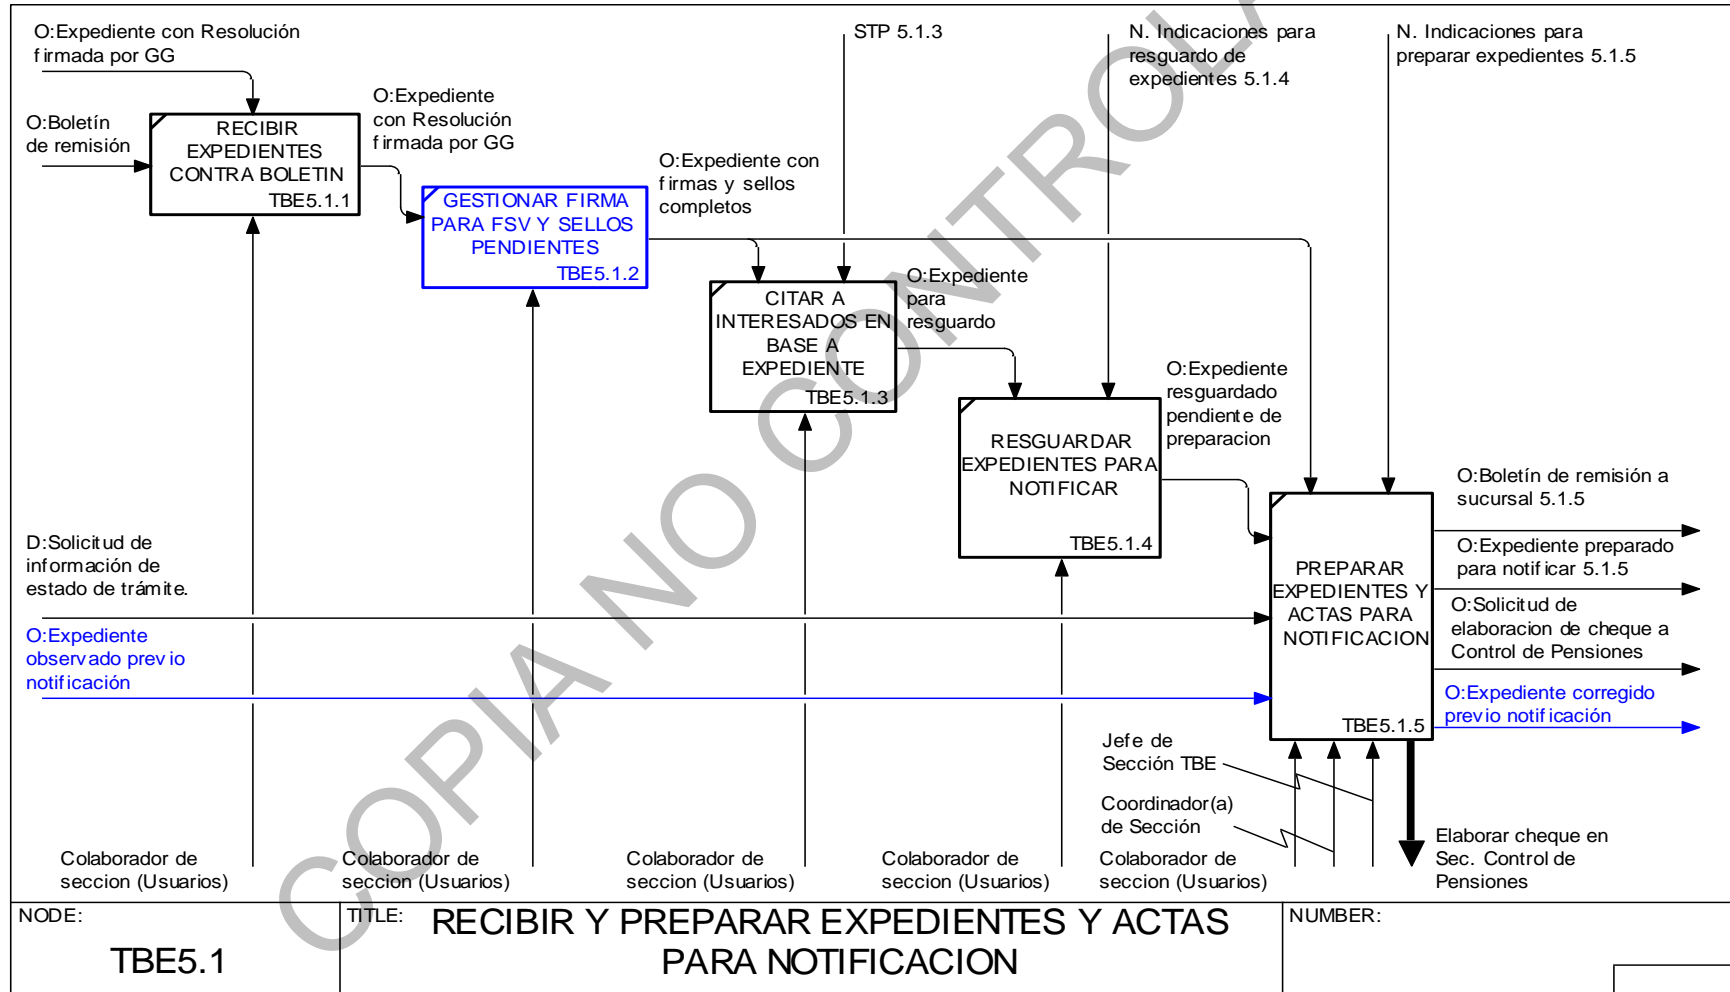 O:Expediente con Resolución
firmada por GG
O:Boletín
de remisión
RECIBIR
EXPEDIENTES
CONTRA BOLETIN
TBE5.1.1
O:Expediente
con Resolución
firmada por GG
GESTIONAR FIRMA
PARA FSV Y SELLOS
PENDIENTES
TBE5.1.2
O:Expediente con
firmas y sellos
completos
STP 5.1.3
CITAR A
INTERESADOS EN
BASE A
EXPEDIENTE
TBE5.1.3
O:Expediente
para
resguardo
N. Indicaciones para
resguardo de
expedientes 5.1.4
RESGUARDAR
EXPEDIENTES PARA
NOTIFICAR
TBE5.1.4
O:Expediente
resguardado
pendiente de
preparacion
N. Indicaciones para
preparar expedientes 5.1.5
D:Solicitud de
información de
estado de trámite.
O:Expediente
observado previo
notificación
PREPARAR
EXPEDIENTES Y
ACTAS PARA
NOTIFICACION
TBE5.1.5
O:Boletín de remisión a
sucursal 5.1.5
O:Expediente preparado
para notificar 5.1.5
O:Solicitud de
elaboracion de cheque a
Control de Pensiones
O:Expediente corregido
previo notificación
Jefe de
Sección TBE
Coordinador(a)
de Sección
Colaborador de
seccion (Usuarios)
Colaborador de
seccion (Usuarios)
Colaborador de
seccion (Usuarios)
Colaborador de
seccion (Usuarios)
Colaborador de
seccion (Usuarios)
Elaborar cheque en
Sec. Control de
Pensiones
COPIA NO CONTROLA
NODE:
TBE5.1
TITLE:
RECIBIR Y PREPARAR EXPEDIENTES Y ACTAS
PARA NOTIFICACION
NUMBER: